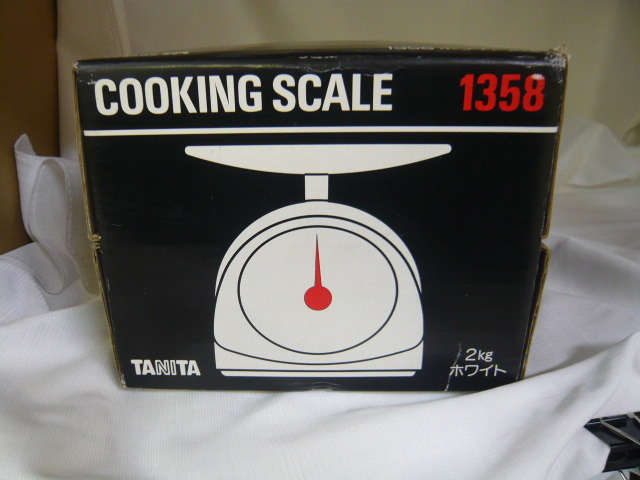 COOKING SCALE 1358
TANITA
2kg
ホワイト